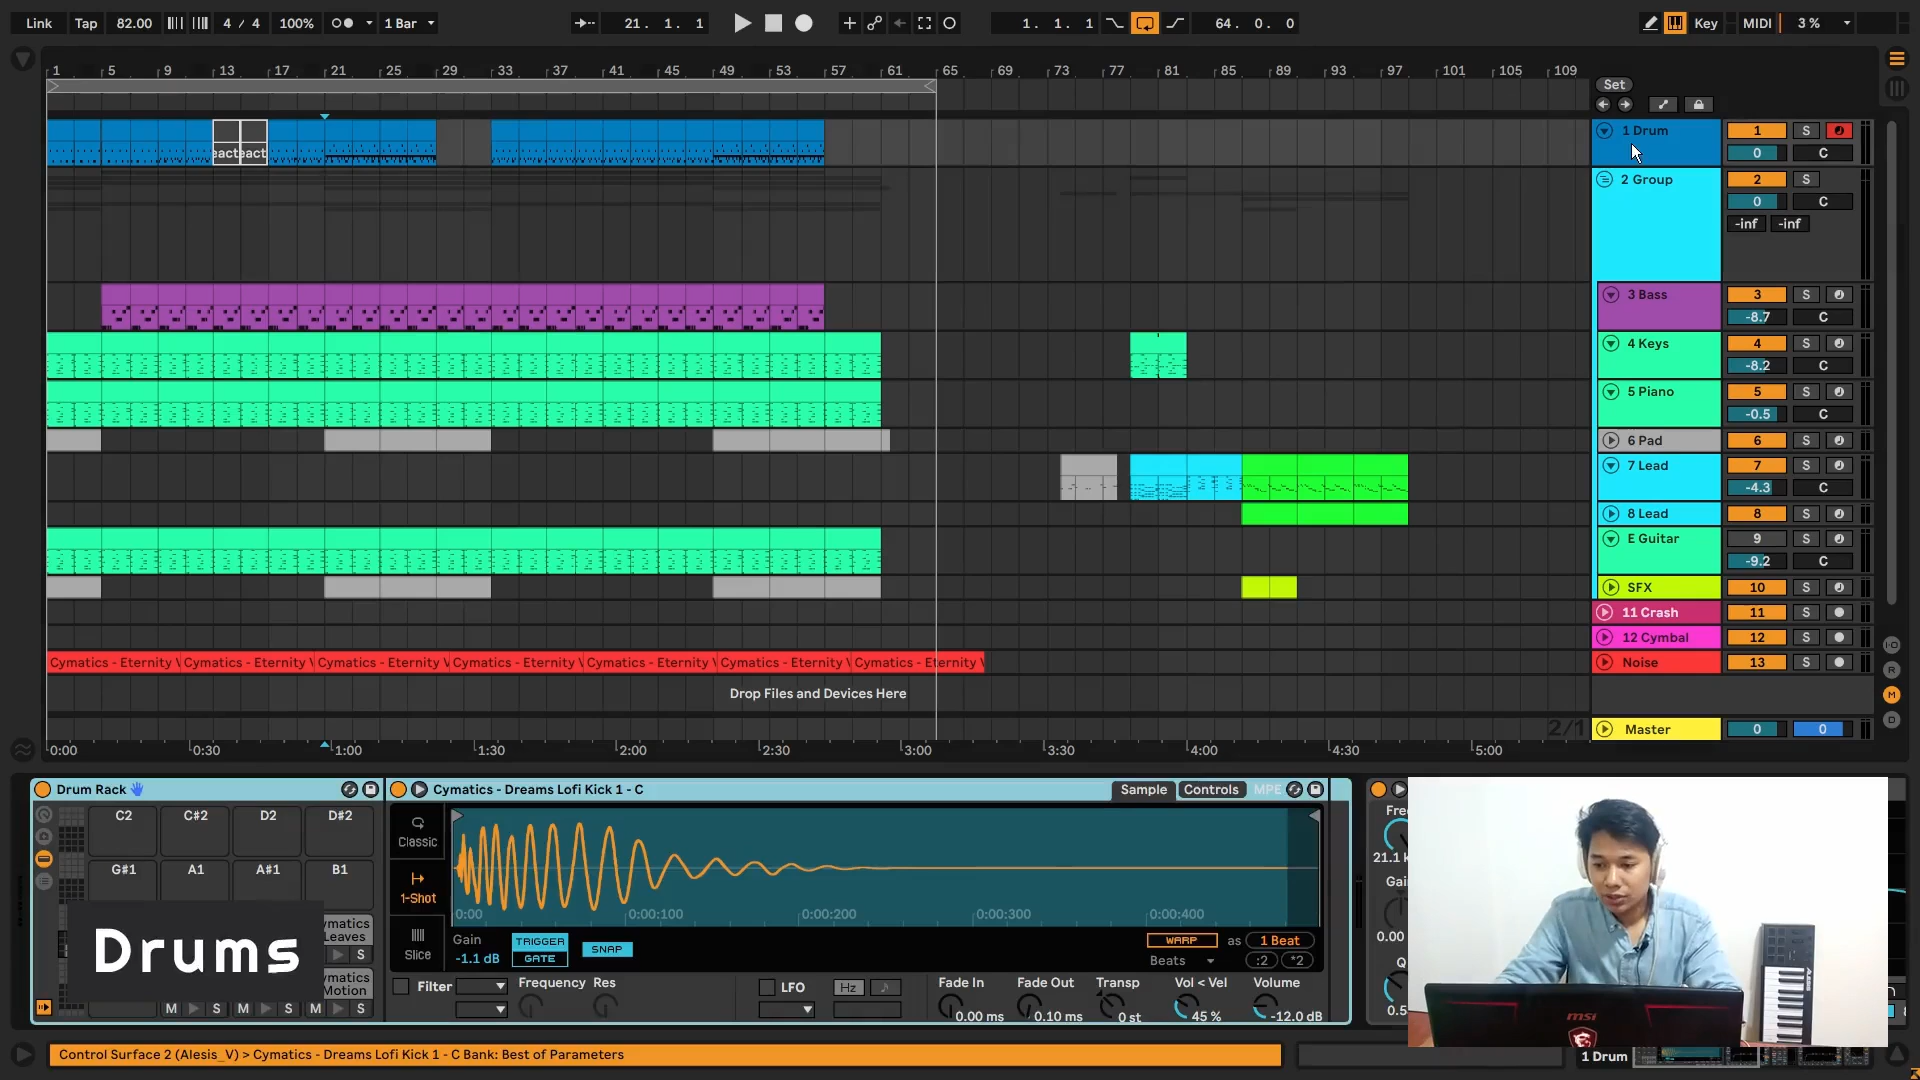 Link Tap 82.00 4 / 4 100% 1 Bar 21. 1. 1 1. 1. 1 64. 0. 0 Key MIDI 3 %
1 5 9 13 17 21 25 29 33 37 41 45 49 53 57 61 65 69 73 77 81 85 89 93 97 101 105 109
Set
1 Drum 1 S
0 C
2 Group 2 S
0 C
-inf -inf
3 Bass 3 S
-8.7 C
4 Keys 4 S
-8.2 C
5 Piano 5 S
-0.5 C
6 Pad 6 S
7 Lead 7 S
-4.3 C
8 Lead 8 S
E Guitar 9 S
-9.2 C
SFX 10 S
11 Crash 11 S
12 Cymbal 12 S
Cymatics - Eternity \ Cymatics - Eternity \ Cymatics - Eternity \ Cymatics - Eternity \ Cymatics - Eternity \ Cymatics - Eternity \ Cymatics - Eternity \ Noise 13 S
Drop Files and Devices Here
2/1 Master 0 0
0:00 0:30 1:00 1:30 2:00 2:30 3:00 3:30 4:00 4:30 5:00
Drum Rack Cymatics - Dreams Lofi Kick 1 - C Sample Controls MPE
C2 C#2 D2 D#2
G#1 A1 A#1 B1
Classic
1-Shot
Slice
0:00 0:00:100 0:00:200 0:00:300 0:00:400
Gain TRIGGER SNAP WARP as 1 Beat
-1.1 dB GATE Beats :2 *2
Drums
S
M S M S M S
Filter Frequency Res LFO Hz Fade In Fade Out Transp Vol < Vel Volume
0.00 ms 0.10 ms 0 st 45 % -12.0 dB
21.1
0.00
Q
msi
Control Surface 2 (Alesis_V) > Cymatics - Dreams Lofi Kick 1 - C Bank: Best of Parameters
1 Drum